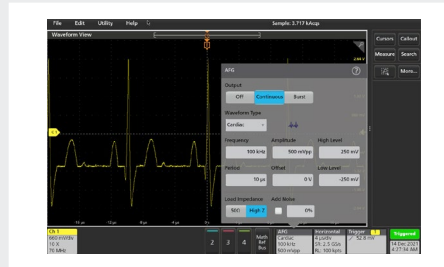 File Edit Utility Help
Sample: 3.717 kAcqs
Waveform View
Cursors Callout
Measure Search
More...
AFG
Output
Off Continuous Burst
Waveform Type
Cardiac
Frequency Amplitude High Level
100 kHz 500 mVpp 250 mV
Period Offset Low Level
10 µs 0 V -250 mV
Load Impedance Add Noise
50Ω High Z 0%
Ch 1
660 mV/div
10 X
70 MHz
2 3 4
Math
Ref
Bus
AFG
Cardiac
100 kHz
500 mVpp
Horizontal
4 µs/div
SR: 2.5 GS/s
RL: 100 kpts
Trigger 1
52.8 mV
Triggered
14 Dec 2021